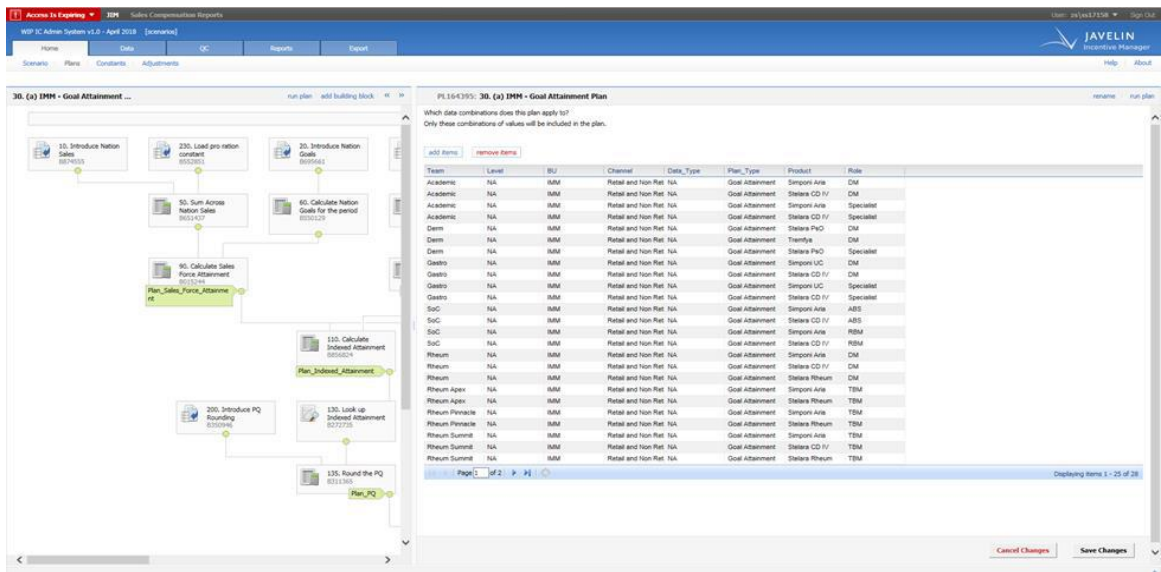 Access Is Expiring JIM Sales Compensation Reports Sign Out
WIP IC Admin System v1.0 - April 2018 [scenarios]
JAVELIN
Incentive Manager
Home Data QC Reports Export
Scenario Plans Constants Adjustments Help About
30. (a) IMM - Goal Attainment ... run plan add building block « »
PL164395: 30. (a) IMM - Goal Attainment Plan rename run plan
Which data combinations does this plan apply to?
Only these combinations of values will be included in the plan.
add items remove items
10. Introduce Nation
Sales
B874555
230. Load pro ration
constant
B552851
20. Introduce Nation
Goals
B695661
50. Sum Across
Nation Sales
B651437
60. Calculate Nation
Goals for the period
B350129
90. Calculate Sales
Force Attainment
B015244
Plan_Sales_Force_Attainme
nt
110. Calculate
Indexed Attainment
B856824
Plan_Indexed_Attainment
200. Introduce PQ
Rounding
B350946
130. Look up
Indexed Attainment
B272735
135. Round the PQ
B311365
Plan_PQ
Team Level BU Channel Data_Type Plan_Type Product Role
Academic NA IMM Retail and Non Ret NA Goal Attainment Simponi Aria DM
Academic NA IMM Retail and Non Ret NA Goal Attainment Stelara CD IV DM
Academic NA IMM Retail and Non Ret NA Goal Attainment Simponi Aria Specialist
Academic NA IMM Retail and Non Ret NA Goal Attainment Stelara CD IV Specialist
Derm NA IMM Retail and Non Ret NA Goal Attainment Stelara PsO DM
Derm NA IMM Retail and Non Ret NA Goal Attainment Tremfya DM
Derm NA IMM Retail and Non Ret NA Goal Attainment Stelara PsO Specialist
Gastro NA IMM Retail and Non Ret NA Goal Attainment Simponi UC DM
Gastro NA IMM Retail and Non Ret NA Goal Attainment Stelara CD IV DM
Gastro NA IMM Retail and Non Ret NA Goal Attainment Simponi UC Specialist
Gastro NA IMM Retail and Non Ret NA Goal Attainment Stelara CD IV Specialist
SoC NA IMM Retail and Non Ret NA Goal Attainment Simponi Aria ABS
SoC NA IMM Retail and Non Ret NA Goal Attainment Stelara CD IV ABS
SoC NA IMM Retail and Non Ret NA Goal Attainment Simponi Aria RBM
SoC NA IMM Retail and Non Ret NA Goal Attainment Stelara CD IV RBM
Rheum NA IMM Retail and Non Ret NA Goal Attainment Simponi Aria DM
Rheum NA IMM Retail and Non Ret NA Goal Attainment Stelara CD IV DM
Rheum NA IMM Retail and Non Ret NA Goal Attainment Stelara Rheum DM
Rheum Apex NA IMM Retail and Non Ret NA Goal Attainment Simponi Aria TBM
Rheum Apex NA IMM Retail and Non Ret NA Goal Attainment Stelara Rheum TBM
Rheum Pinnacle NA IMM Retail and Non Ret NA Goal Attainment Simponi Aria TBM
Rheum Pinnacle NA IMM Retail and Non Ret NA Goal Attainment Stelara Rheum TBM
Rheum Summit NA IMM Retail and Non Ret NA Goal Attainment Simponi Aria TBM
Rheum Summit NA IMM Retail and Non Ret NA Goal Attainment Stelara CD IV TBM
Rheum Summit NA IMM Retail and Non Ret NA Goal Attainment Stelara Rheum TBM
Page 1 of 2 Displaying items 1 - 25 of 28
Cancel Changes Save Changes